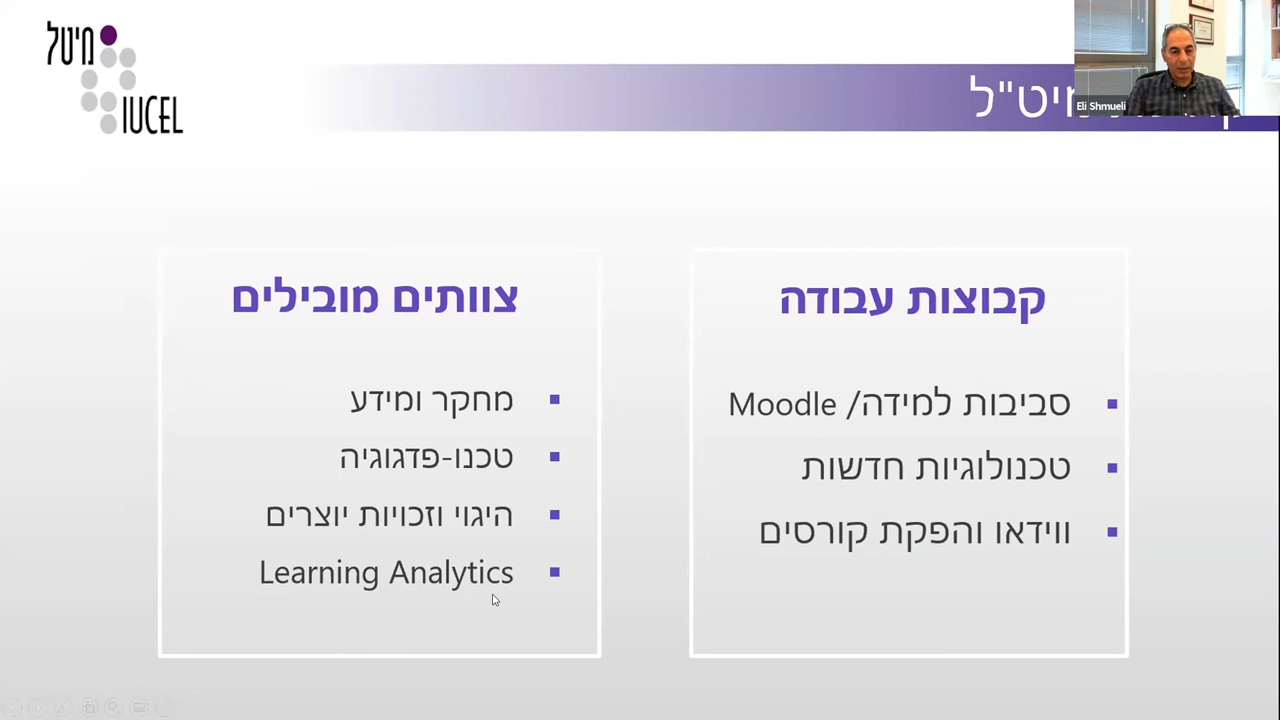 מיטל
IUCEL
מיט"ל
Eli Shmueli
קבוצות עבודה
סביבות למידה/ Moodle
טכנולוגיות חדשות
ווידאו והפקת קורסים
צוותים מובילים
מחקר ומידע
טכנו-פדגוגיה
היגוי וזכויות יוצרים
Learning Analytics